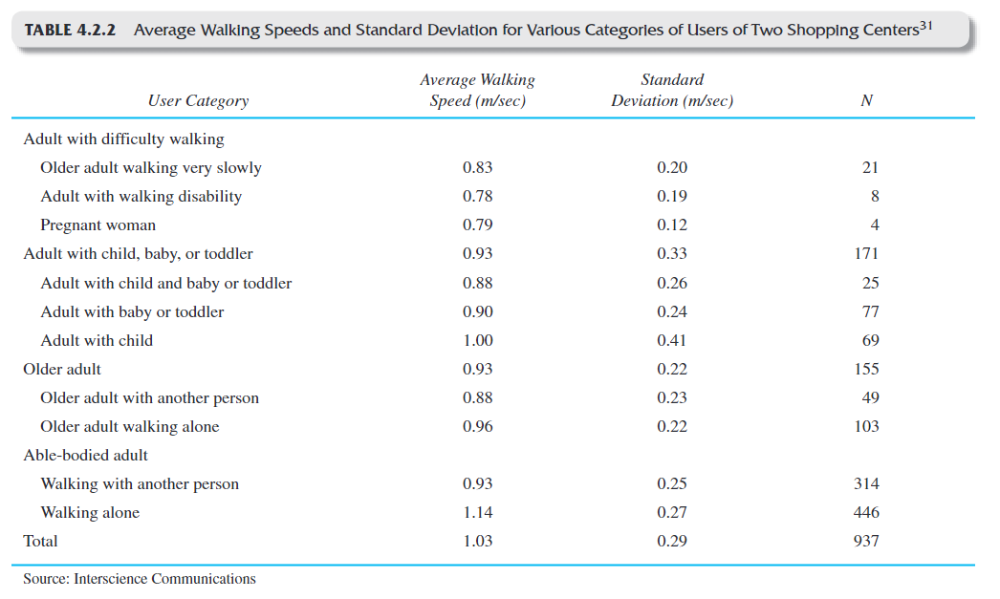 TABLE 4.2.2 Average Walking Speeds and Standard Deviation for Various Categories of Users of Two Shopping Centers31
Average Walking Standard
User Category Speed (m/sec) Deviation (m/sec) N
Adult with difficulty walking
Older adult walking very slowly 0.83 0.20 21
Adult with walking disability 0.78 0.19 8
Pregnant woman 0.79 0.12 4
Adult with child, baby, or toddler 0.93 0.33 171
Adult with child and baby or toddler 0.88 0.26 25
Adult with baby or toddler 0.90 0.24 77
Adult with child 1.00 0.41 69
Older adult 0.93 0.22 155
Older adult with another person 0.88 0.23 49
Older adult walking alone 0.96 0.22 103
Able-bodied adult
Walking with another person 0.93 0.25 314
Walking alone 1.14 0.27 446
Total 1.03 0.29 937
Source: Interscience Communications